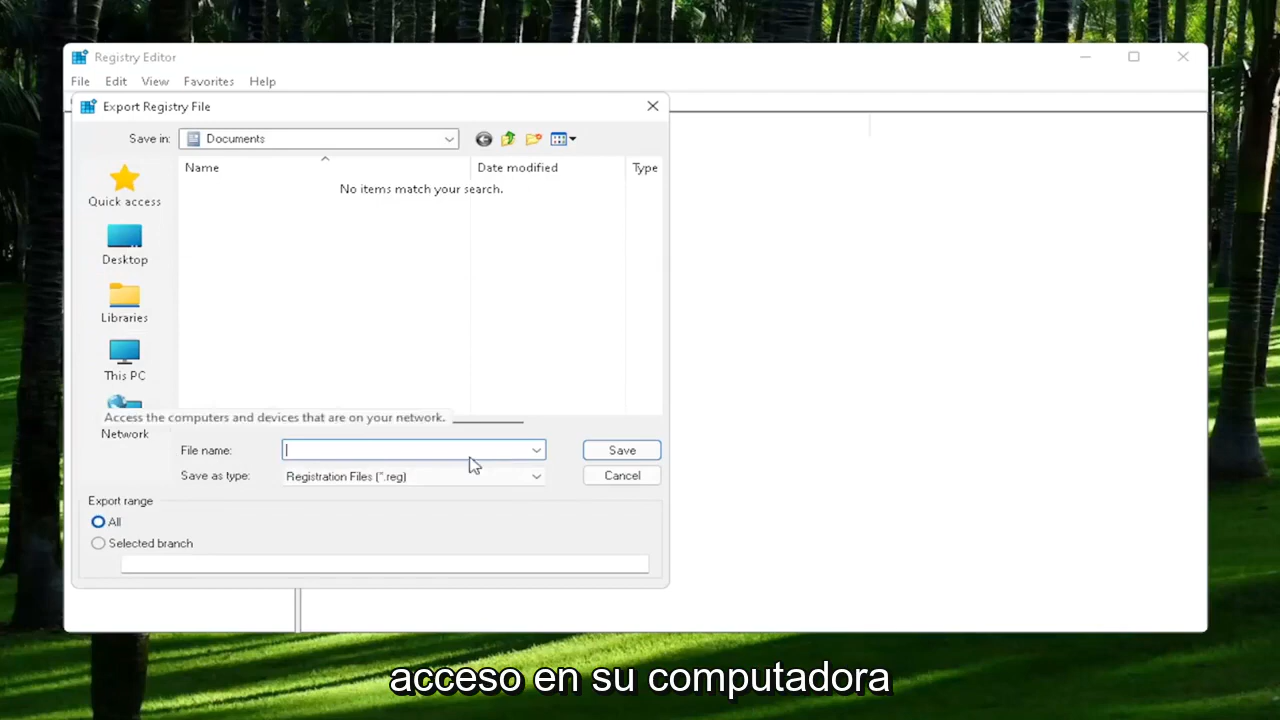 Registry Editor
File Edit View Favorites Help
Export Registry File
Save in: Documents
Name Date modified Type
No items match your search.
Quick access
Desktop
Libraries
This PC
Access the computers and devices that are on your network.
Network
File name: Save
Save as type: Registration Files (*.reg) Cancel
Export range
All
Selected branch
acceso en su computadora